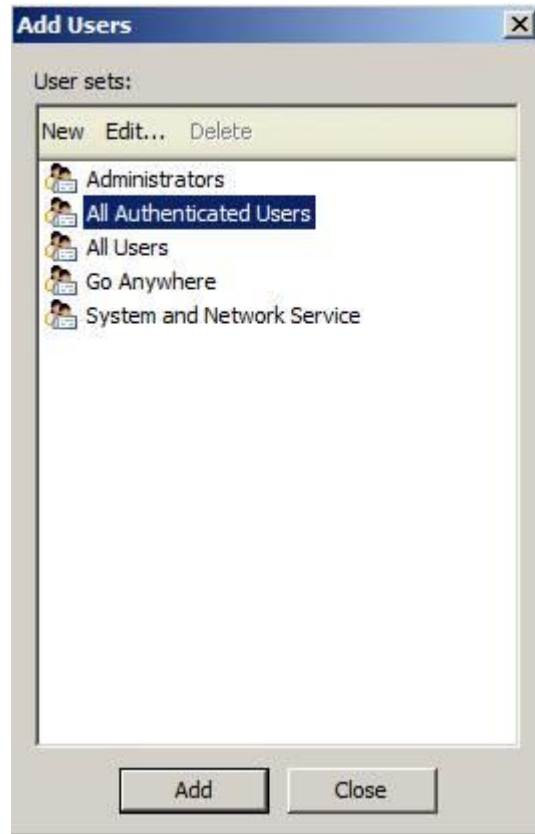 Add Users
User sets:
New Edit... Delete
Administrators
All Authenticated Users
All Users
Go Anywhere
System and Network Service
Add Close